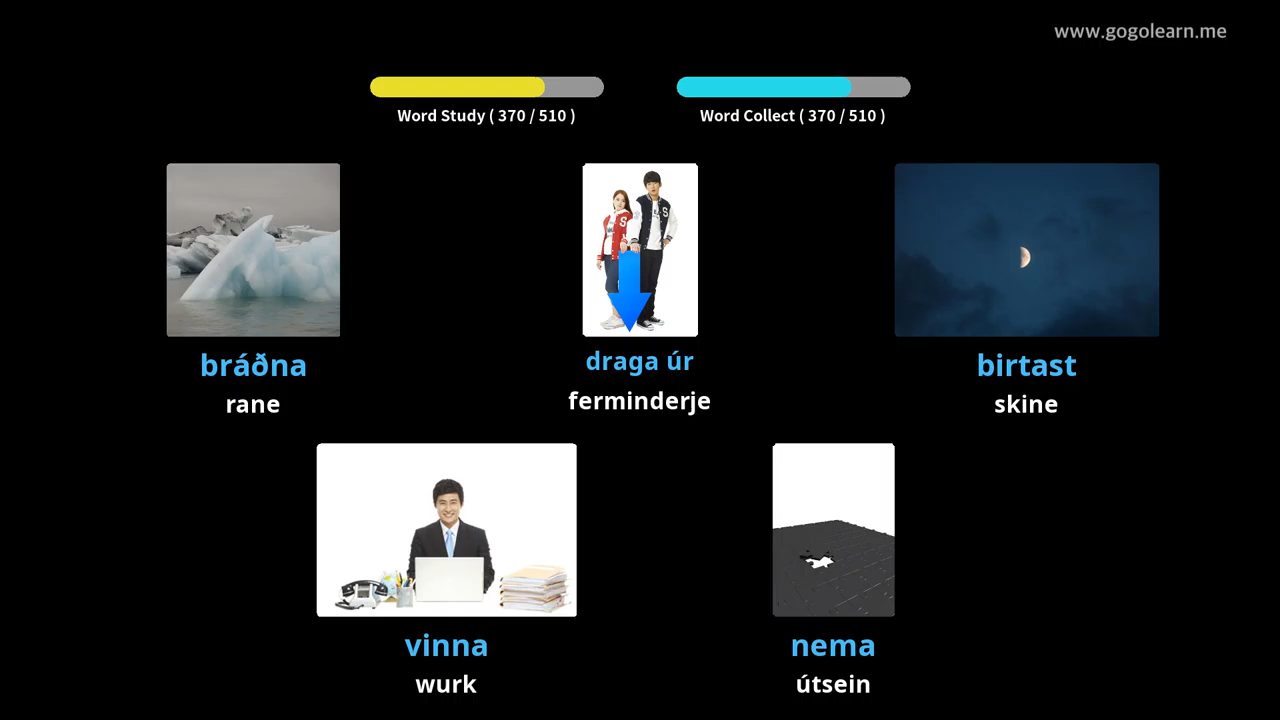 www.gogolearn.me
Word Study ( 370 / 510 )
Word Collect ( 370 / 510 )
bráðna
rane
draga úr
ferminderje
birtast
skine
vinna
wurk
nema
útsein